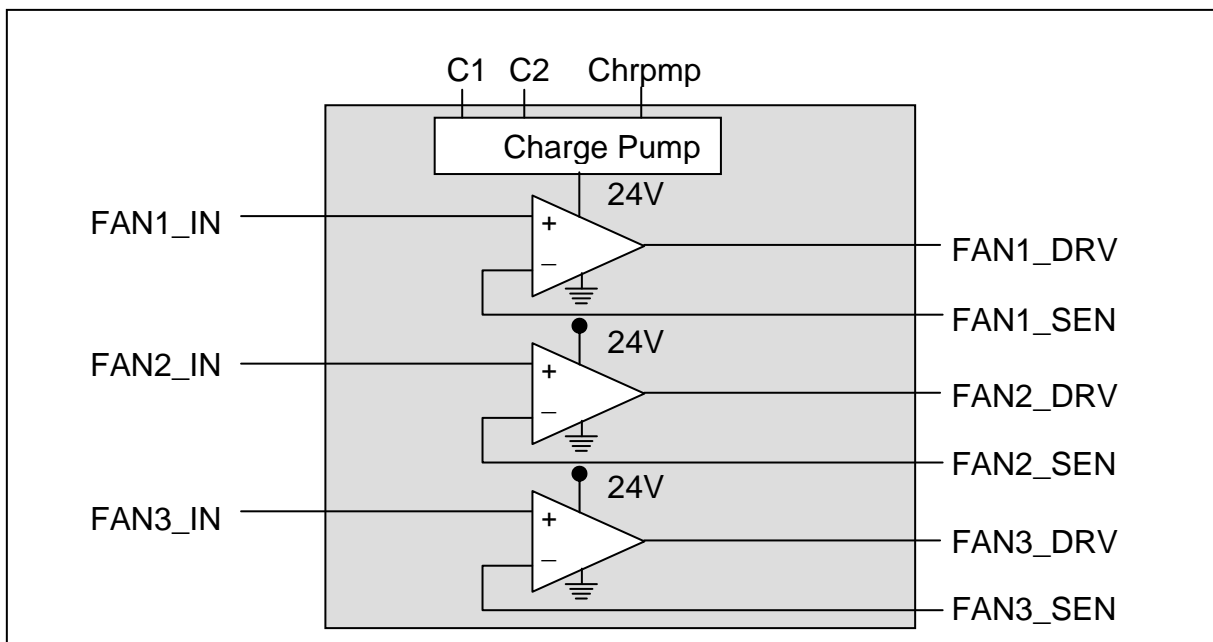 C1 C2 Chrpmp
Charge Pump
24V
FAN1_IN
+
FAN1_DRV
–
FAN1_SEN
24V
FAN2_IN
+
FAN2_DRV
–
FAN2_SEN
24V
FAN3_IN
+
FAN3_DRV
–
FAN3_SEN